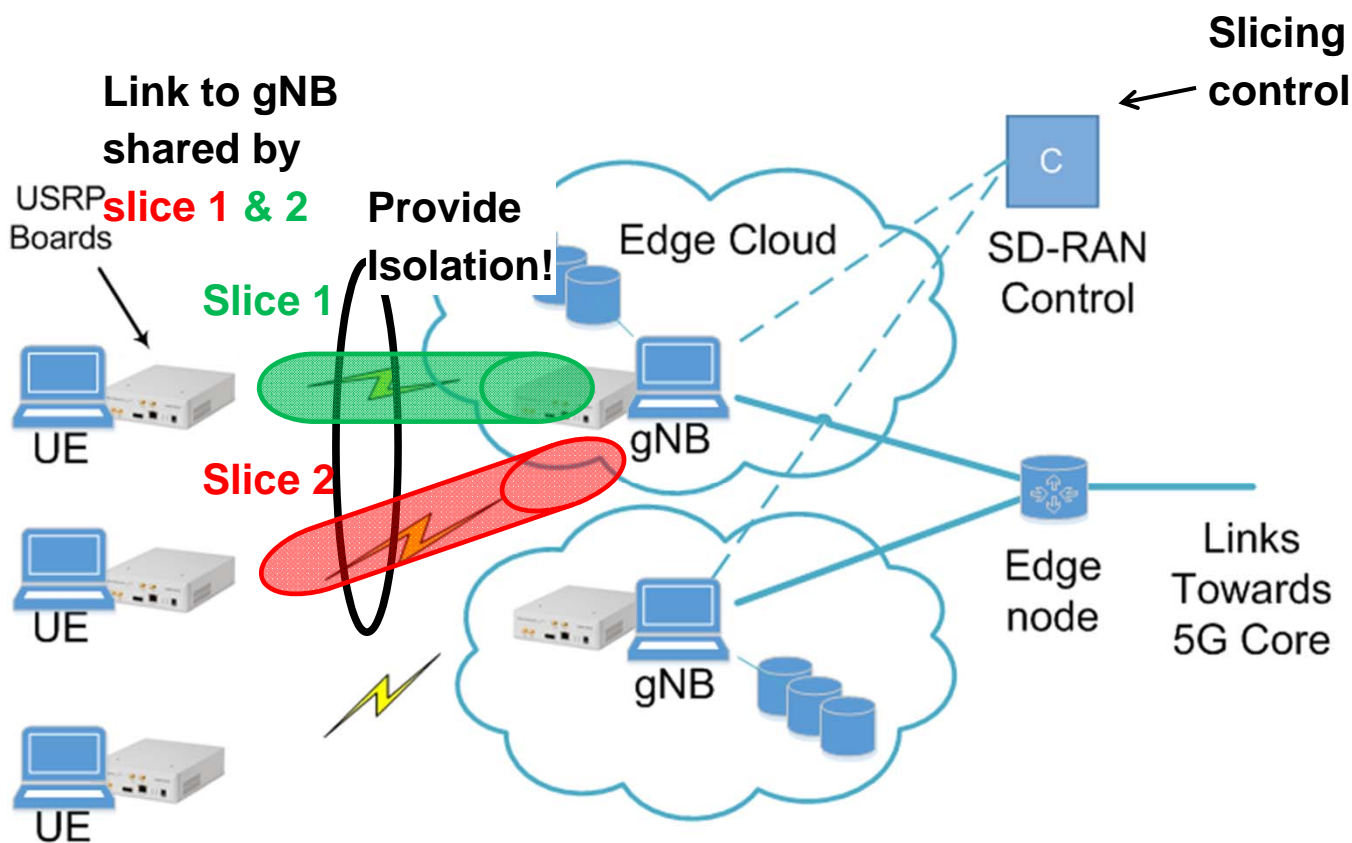 Slicing
control
Link to gNB
shared by
slice 1 & 2
USRP
Boards
Provide
Isolation!
Edge Cloud
C
SD-RAN
Control
Slice 1
UE
gNB
Slice 2
UE
Edge
node
Links
Towards
5G Core
gNB
UE